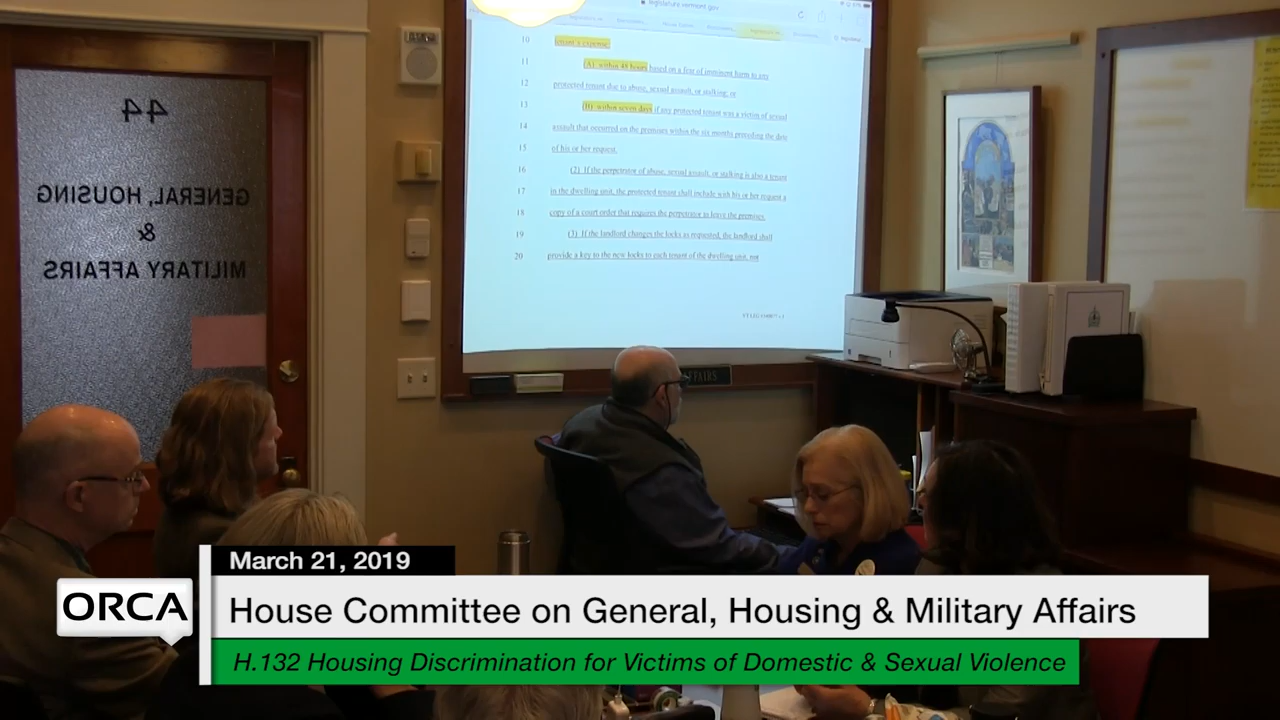 legislature.vermont.gov
10 tenant's expense:
11 (A) within 48 hours based on a fear of imminent harm to any
12 protected tenant due to abuse, sexual assault, or stalking; or
13 (B) within seven days if any protected tenant was a victim of sexual
14 assault that occurred on the premises within the six months preceding the date
15 of his or her request.
16 (2) If the perpetrator of abuse, sexual assault, or stalking is also a tenant
17 in the dwelling unit, the protected tenant shall include with his or her request a
18 copy of a court order that requires the perpetrator to leave the premises.
19 (3) If the landlord changes the locks as requested, the landlord shall
20 provide a key to the new locks to each tenant of the dwelling unit, not
44
GENERAL, HOUSING
&
MILITARY AFFAIRS
AFFAIRS
March 21, 2019
ORCA
House Committee on General, Housing & Military Affairs
H.132 Housing Discrimination for Victims of Domestic & Sexual Violence